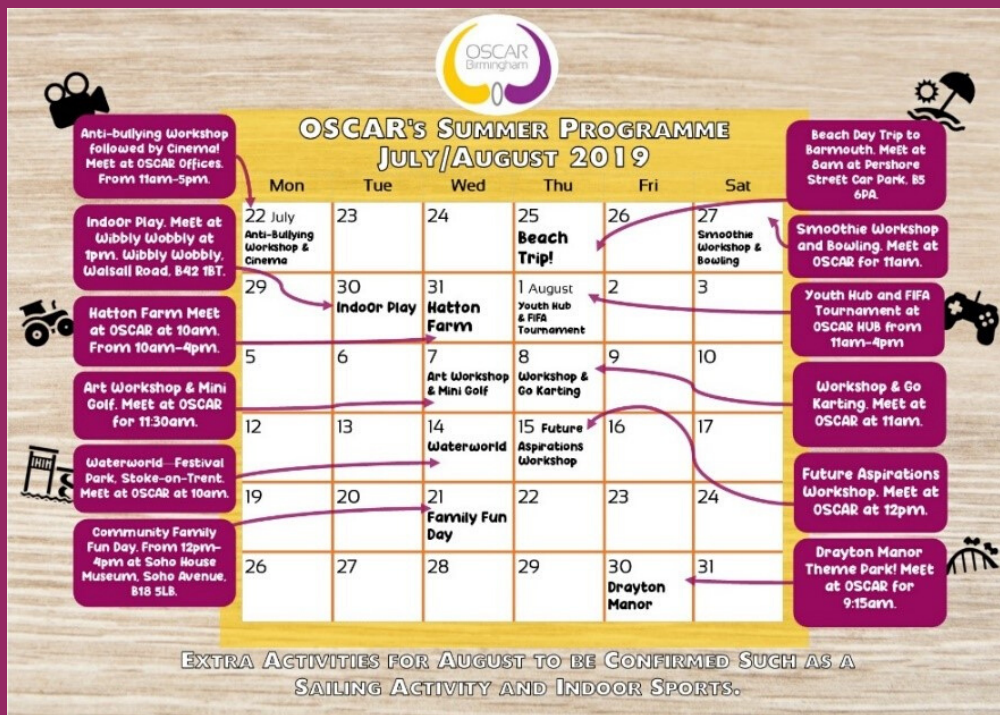 OSCAR
Birmingham
OSCAR's Summer Programme
July/August 2019
Anti-bullying Workshop
followed by Cinema!
Meet at OSCAR Offices.
From 11am-5pm.
Indoor Play. Meet at
Wibbly Wobbly at
1pm. Wibbly Wobbly,
Walsall Road, B42 1BT.
Hatton Farm Meet
at OSCAR at 10am.
From 10am-4pm.
Art Workshop & Mini
Golf. Meet at OSCAR
for 11:30am.
Waterworld—Festival
Park, Stoke-on-Trent.
Meet at OSCAR at 10am.
Community Family
Fun Day. From 12pm-
4pm at Soho House
Museum, Soho Avenue,
B18 5LB.
Mon Tue Wed Thu Fri Sat
22 July 23 24 25 26 27
Anti-Bullying
Workshop &
Cinema
Beach
Trip!
Smoothie
Workshop &
Bowling
29 30 31 1 August 2 3
Indoor Play
Hatton
Farm
Youth Hub
& FIFA
Tournament
5 6 7 8 9 10
Art Workshop
& Mini Golf
Workshop &
Go Karting
12 13 14 15 Future 16 17
Waterworld
Aspirations
Workshop
19 20 21 22 23 24
Family Fun
Day
26 27 28 29 30 31
Drayton
Manor
Beach Day Trip to
Barmouth. Meet at
8am at Pershore
Street Car Park, B5
6PA.
Smoothie Workshop
and Bowling. Meet at
OSCAR for 11am.
Youth Hub and FIFA
Tournament at
OSCAR HUB from
11am-4pm
Workshop & Go
Karting. Meet at
OSCAR at 11am.
Future Aspirations
Workshop. Meet at
OSCAR at 12pm.
Drayton Manor
Theme Park! Meet
at OSCAR for
9:15am.
Extra Activities for August to be Confirmed Such as a
Sailing Activity and Indoor Sports.